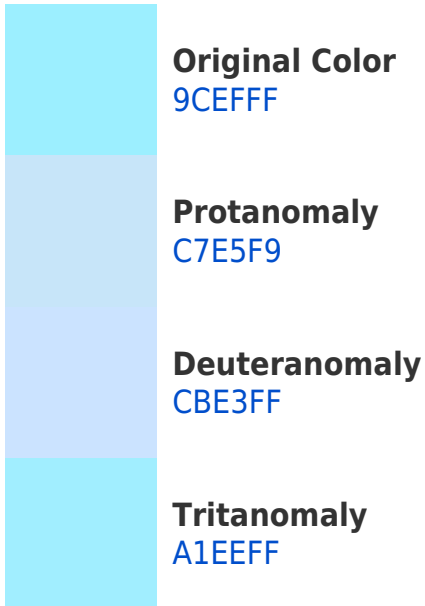 Original Color
9CEFFF
Protanomaly
C7E5F9
Deuteranomaly
CBE3FF
Tritanomaly
A1EEFF